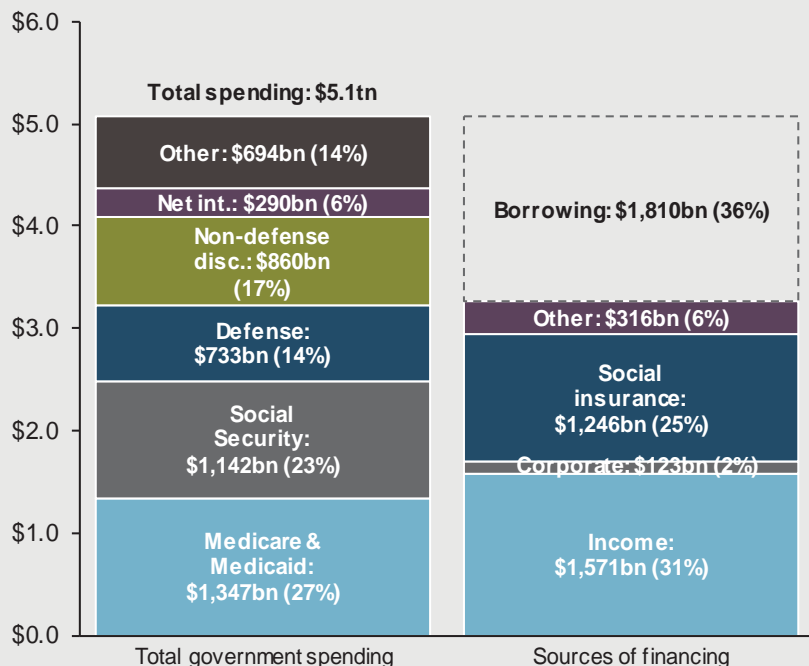 $6.0
Total spending: $5.1tn
$5.0
Other: $694bn (14%)
Net int.: $290bn (6%)
Borrowing: $1,810bn (36%)
$4.0
Non-defense
disc.: $860bn
(17%)
Other: $316bn (6%)
$3.0
Defense:
$733bn (14%)
Social
insurance:
$1,246bn (25%)
$2.0
Social
Security:
$1,142bn (23%)
Corporate: $123bn (2%)
$1.0
Medicare &
Medicaid:
$1,347bn (27%)
Income:
$1,571bn (31%)
$0.0
Total government spending
Sources of financing